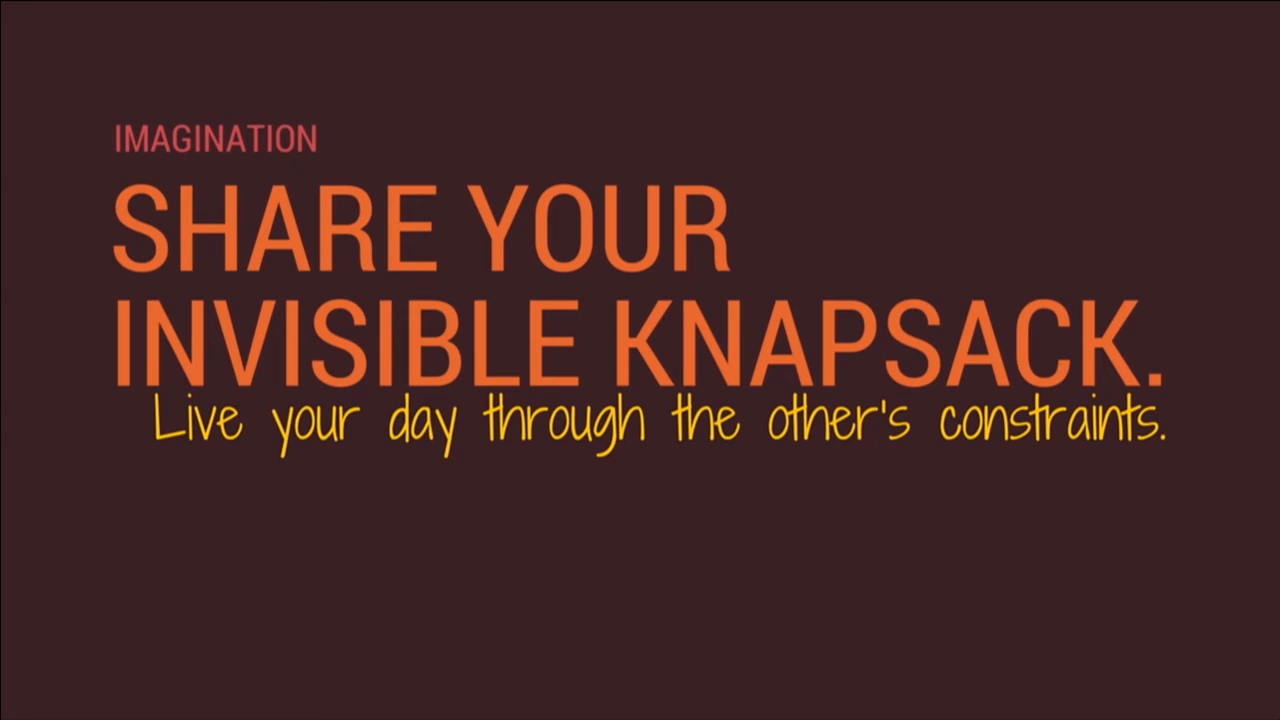 IMAGINATION
SHARE YOUR
INVISIBLE KNAPSACK.
Live your day through the other's constraints.